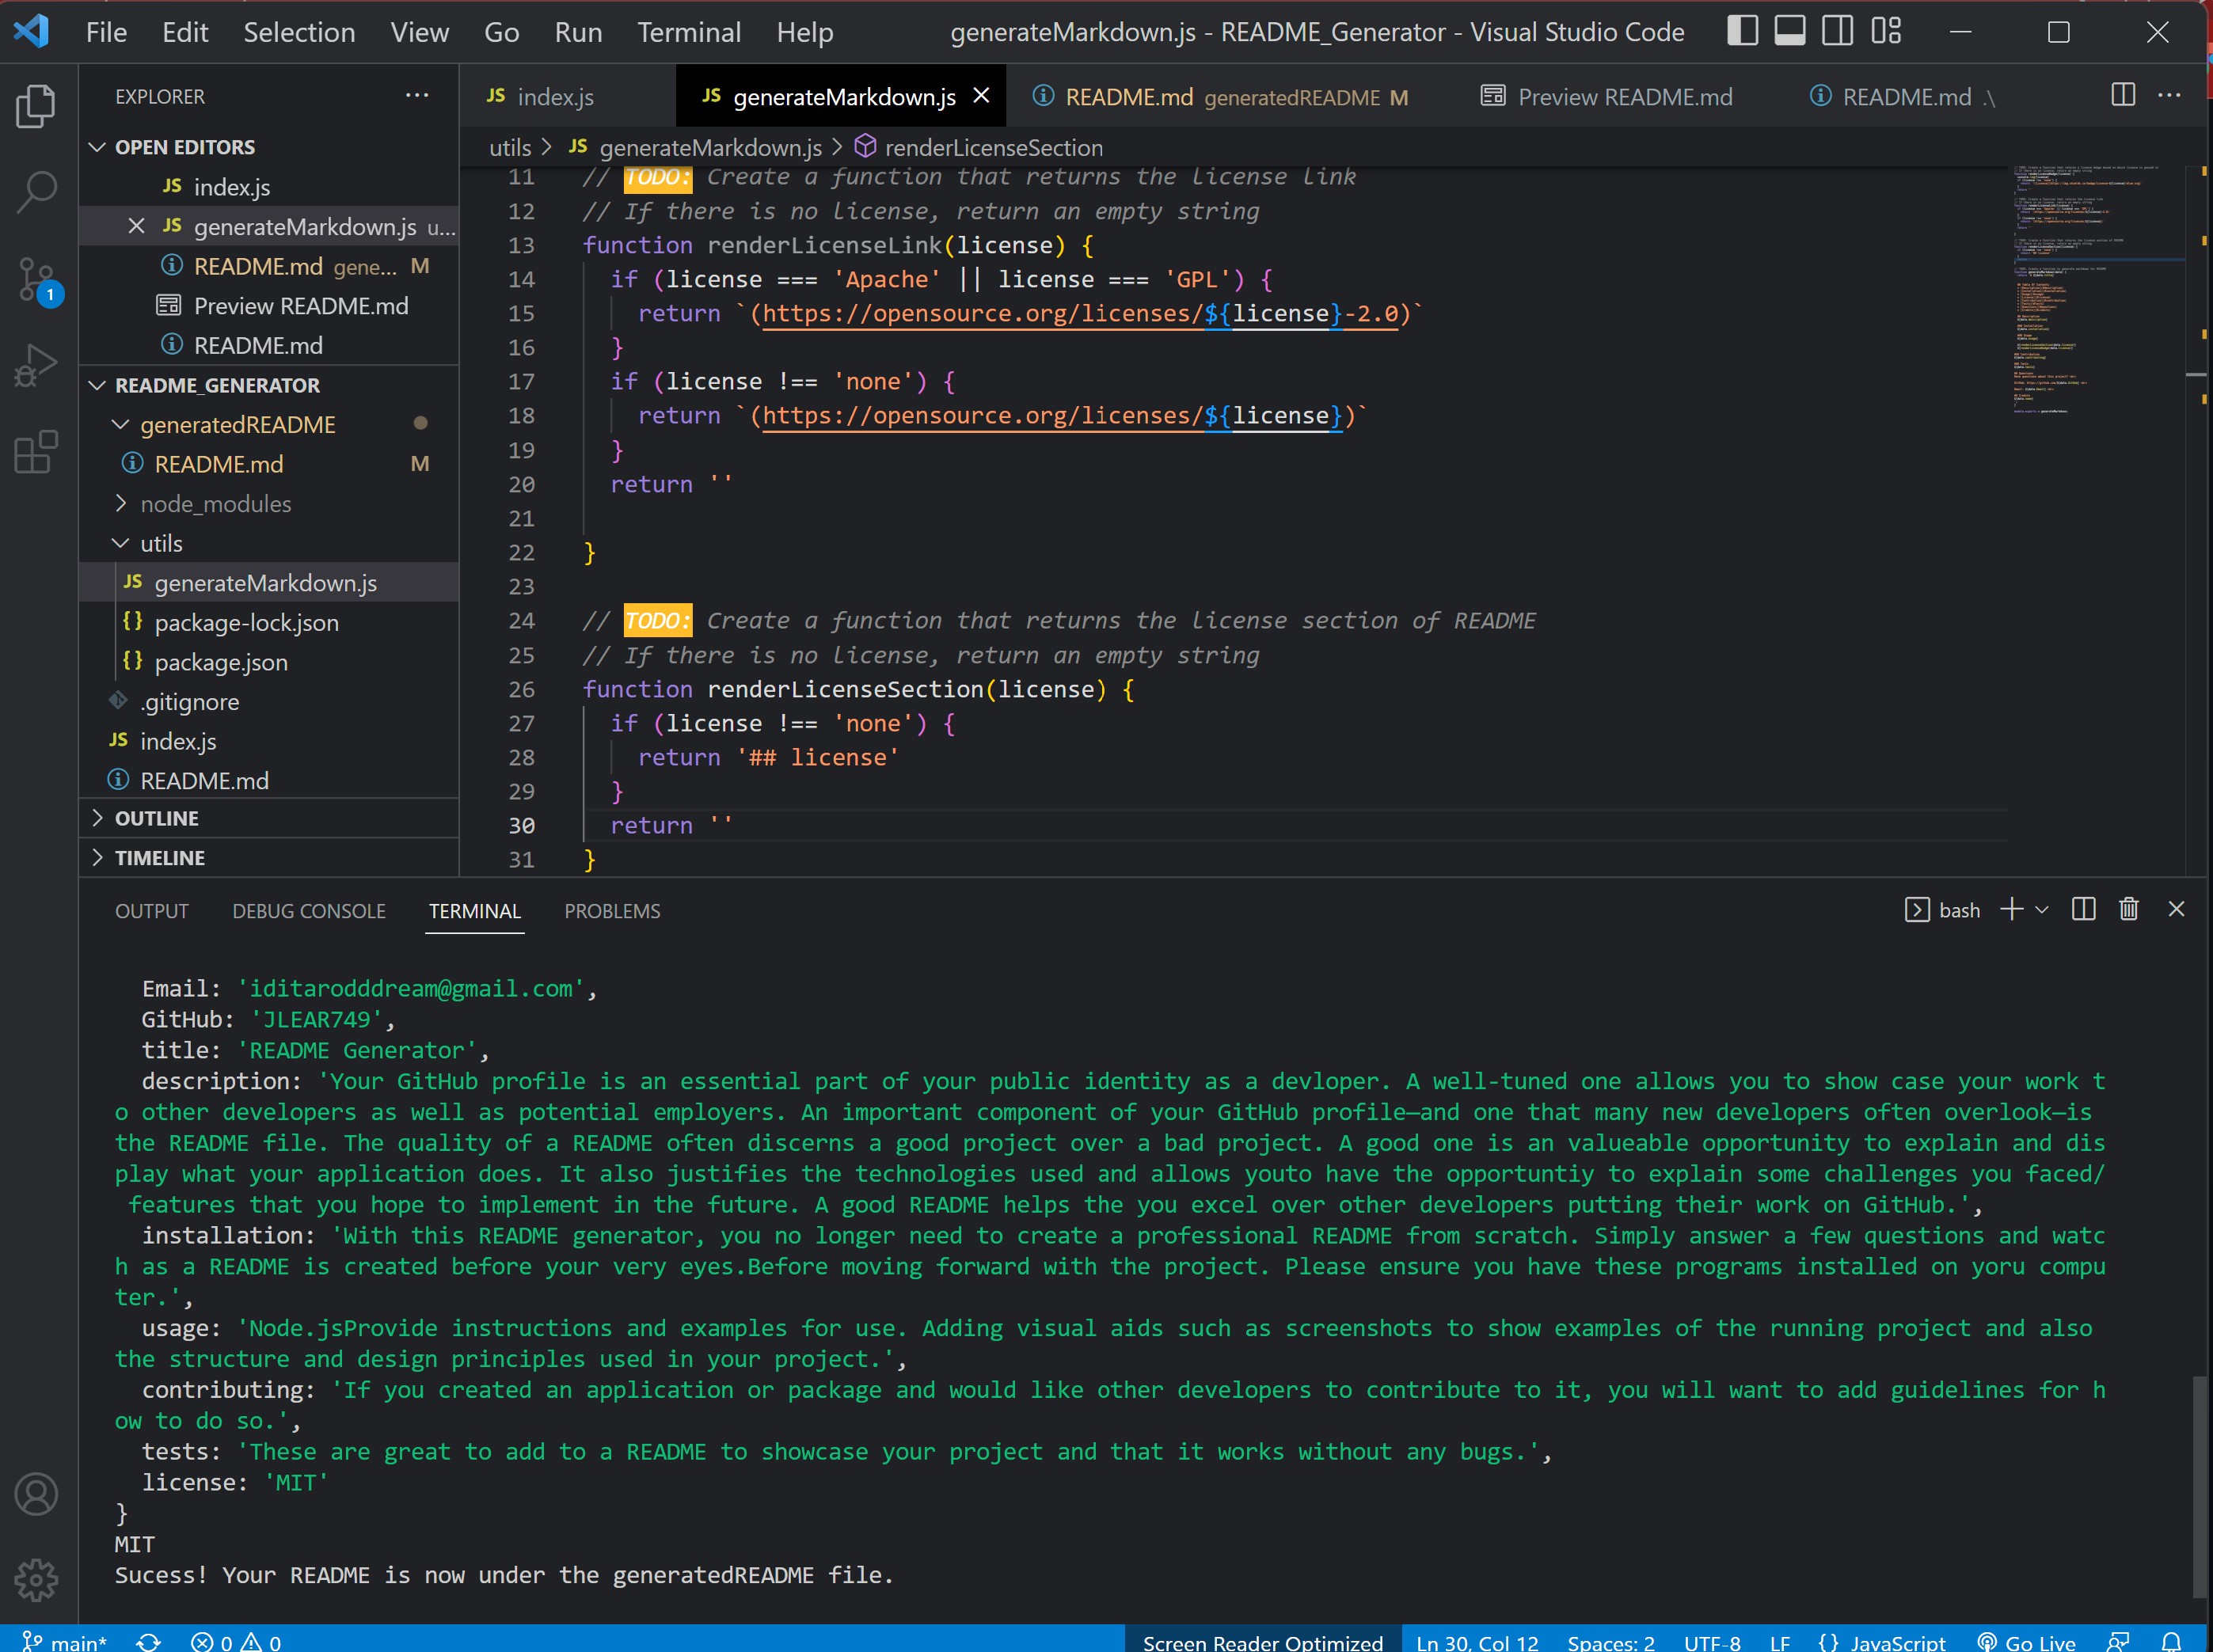 File Edit Selection View Go Run Terminal Help generateMarkdown.js - README_Generator - Visual Studio Code
EXPLORER
OPEN EDITORS
JS index.js
JS generateMarkdown.js u...
README.md gene... M
Preview README.md
README.md
README_GENERATOR
generatedREADME
README.md M
node_modules
utils
JS generateMarkdown.js
{} package-lock.json
{} package.json
.gitignore
JS index.js
README.md
OUTLINE
TIMELINE
1
JS index.js JS generateMarkdown.js README.md generatedREADME M Preview README.md README.md .\
utils > JS generateMarkdown.js > renderLicenseSection
11 // TODO: Create a function that returns the license link
12 // If there is no license, return an empty string
13 function renderLicenseLink(license) {
14 if (license === 'Apache' || license === 'GPL') {
15 return `(https://opensource.org/licenses/${license}-2.0)`
16 }
17 if (license !== 'none') {
18 return `(https://opensource.org/licenses/${license})`
19 }
20 return ''
21
22 }
23
24 // TODO: Create a function that returns the license section of README
25 // If there is no license, return an empty string
26 function renderLicenseSection(license) {
27 if (license !== 'none') {
28 return '## license'
29 }
30 return ''
31 }
OUTPUT DEBUG CONSOLE TERMINAL PROBLEMS bash
Email: 'iditarodddream@gmail.com',
GitHub: 'JLEAR749',
title: 'README Generator',
description: 'Your GitHub profile is an essential part of your public identity as a devloper. A well-tuned one allows you to show case your work t
o other developers as well as potential employers. An important component of your GitHub profile—and one that many new developers often overlook—is
the README file. The quality of a README often discerns a good project over a bad project. A good one is an valueable opportunity to explain and dis
play what your application does. It also justifies the technologies used and allows youto have the opportuntiy to explain some challenges you faced/
features that you hope to implement in the future. A good README helps the you excel over other developers putting their work on GitHub.',
installation: 'With this README generator, you no longer need to create a professional README from scratch. Simply answer a few questions and watc
h as a README is created before your very eyes.Before moving forward with the project. Please ensure you have these programs installed on yoru compu
ter.',
usage: 'Node.jsProvide instructions and examples for use. Adding visual aids such as screenshots to show examples of the running project and also
the structure and design principles used in your project.',
contributing: 'If you created an application or package and would like other developers to contribute to it, you will want to add guidelines for h
ow to do so.',
tests: 'These are great to add to a README to showcase your project and that it works without any bugs.',
license: 'MIT'
}
MIT
Sucess! Your README is now under the generatedREADME file.
main* 0 0 Screen Reader Optimized Ln 30, Col 12 Spaces: 2 UTF-8 LF {} JavaScript Go Live